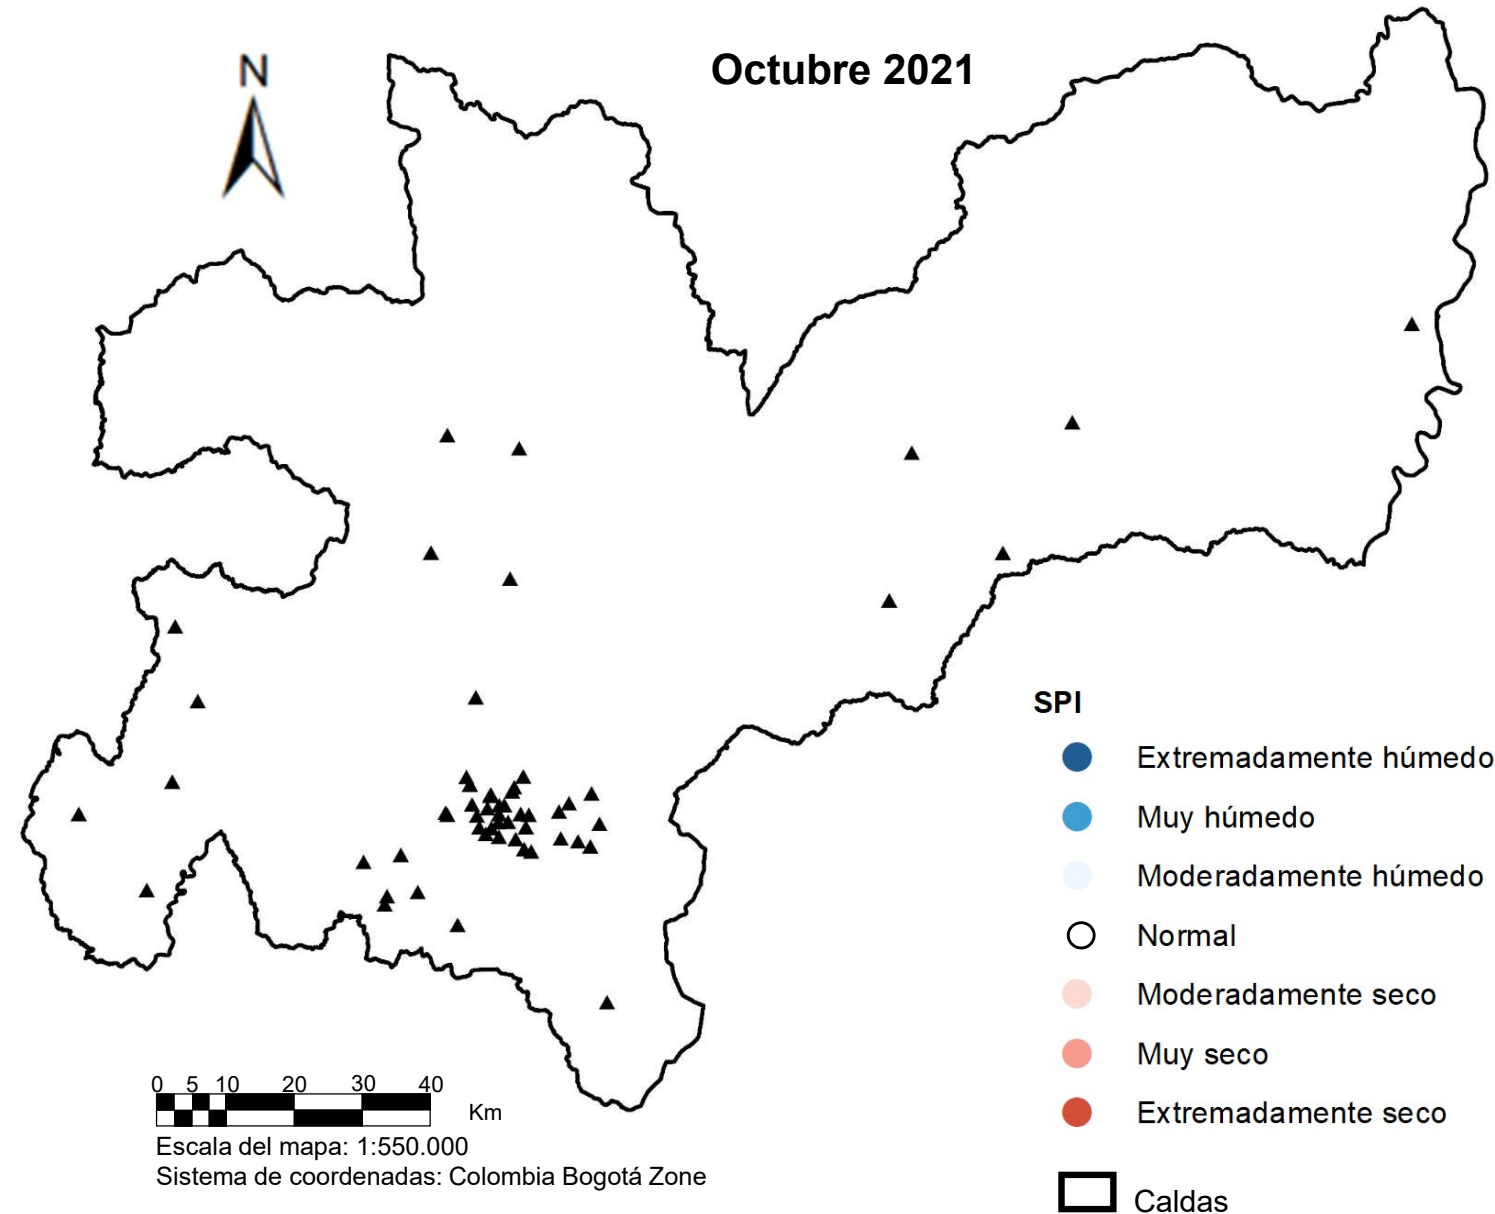 N
Octubre 2021
SPI
Extremadamente húmedo
Muy húmedo
Moderadamente húmedo
Normal
Moderadamente seco
Muy seco
Extremadamente seco
Caldas
0 5 10 20 30 40
Km
Escala del mapa: 1:550.000
Sistema de coordenadas: Colombia Bogotá Zone